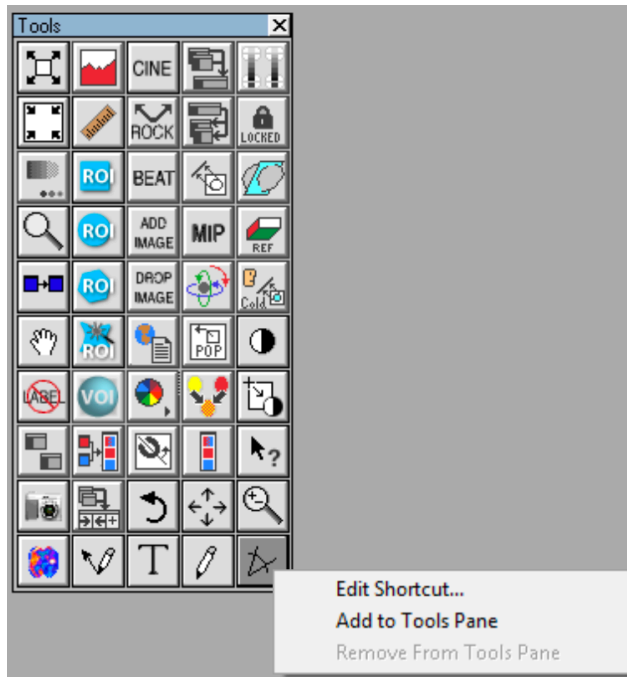 Tools
CINE
ROCK
LOCKED
ROI
BEAT
ROI
ADD
IMAGE
MIP
REF
ROI
DROP
IMAGE
Cold
ROI
POP
LABEL
VOI
?
T
Edit Shortcut...
Add to Tools Pane
Remove From Tools Pane